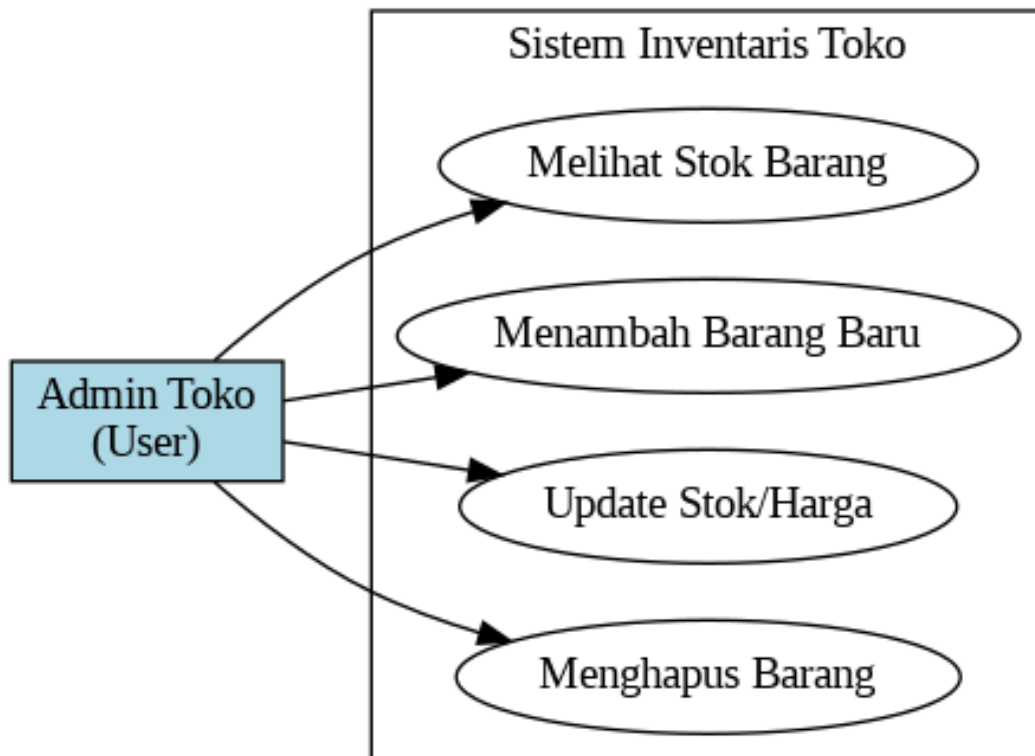 Sistem Inventaris Toko
Melihat Stok Barang
Menambah Barang Baru
Admin Toko
(User)
Update Stok/Harga
Menghapus Barang